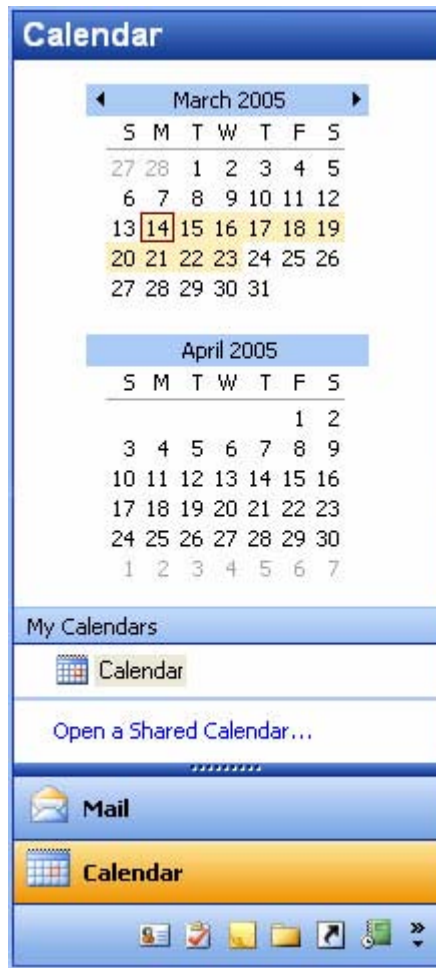 Calendar
March 2005
S M T W T F S
27 28 1 2 3 4 5
6 7 8 9 10 11 12
13 14 15 16 17 18 19
20 21 22 23 24 25 26
27 28 29 30 31
April 2005
S M T W T F S
1 2
3 4 5 6 7 8 9
10 11 12 13 14 15 16
17 18 19 20 21 22 23
24 25 26 27 28 29 30
1 2 3 4 5 6 7
My Calendars
Calendar
Open a Shared Calendar...
Mail
Calendar